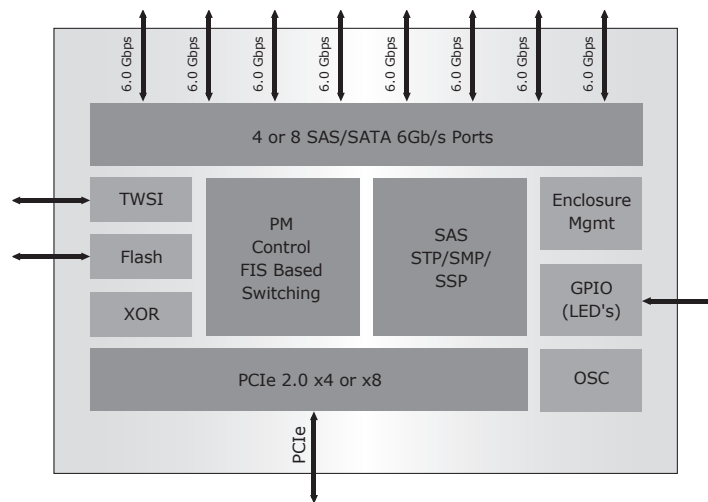 6.0 Gbps
6.0 Gbps
6.0 Gbps
6.0 Gbps
6.0 Gbps
6.0 Gbps
6.0 Gbps
6.0 Gbps
4 or 8 SAS/SATA 6Gb/s Ports
TWSI
Flash
XOR
PM
Control
FIS Based
Switching
SAS
STP/SMP/
SSP
Enclosure
Mgmt
GPIO
(LED's)
PCIe 2.0 x4 or x8
OSC
PCIe